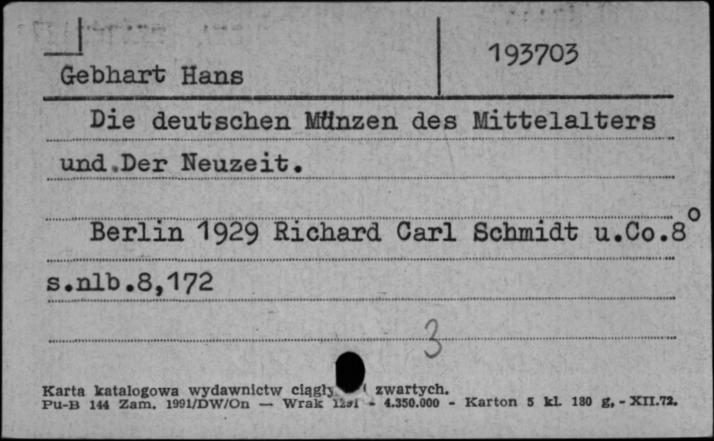 193703
Gebhart Hans
Die deutschen Münzen des Mittelalters
und.Der Neuzeit.
Berlin 1929 Richard Carl Schmidt u.Co.8°
s.nlb.8,172
3
Karta katalogowa wydawnictw zwartych.
Pu-B 144 Zam. 1991/DW/On — Wrak - 4.350.000 - Karton 5 kl. 180 g, - XII.72.